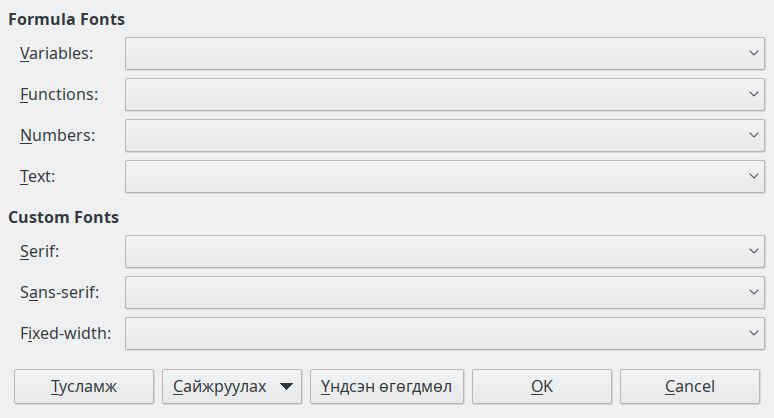 Formula Fonts
Variables:
Functions:
Numbers:
Text:
Custom Fonts
Serif:
Sans-serif:
Fixed-width:
Тусламж Сайжруулах Үндсэн өгөгдмөл OK Cancel